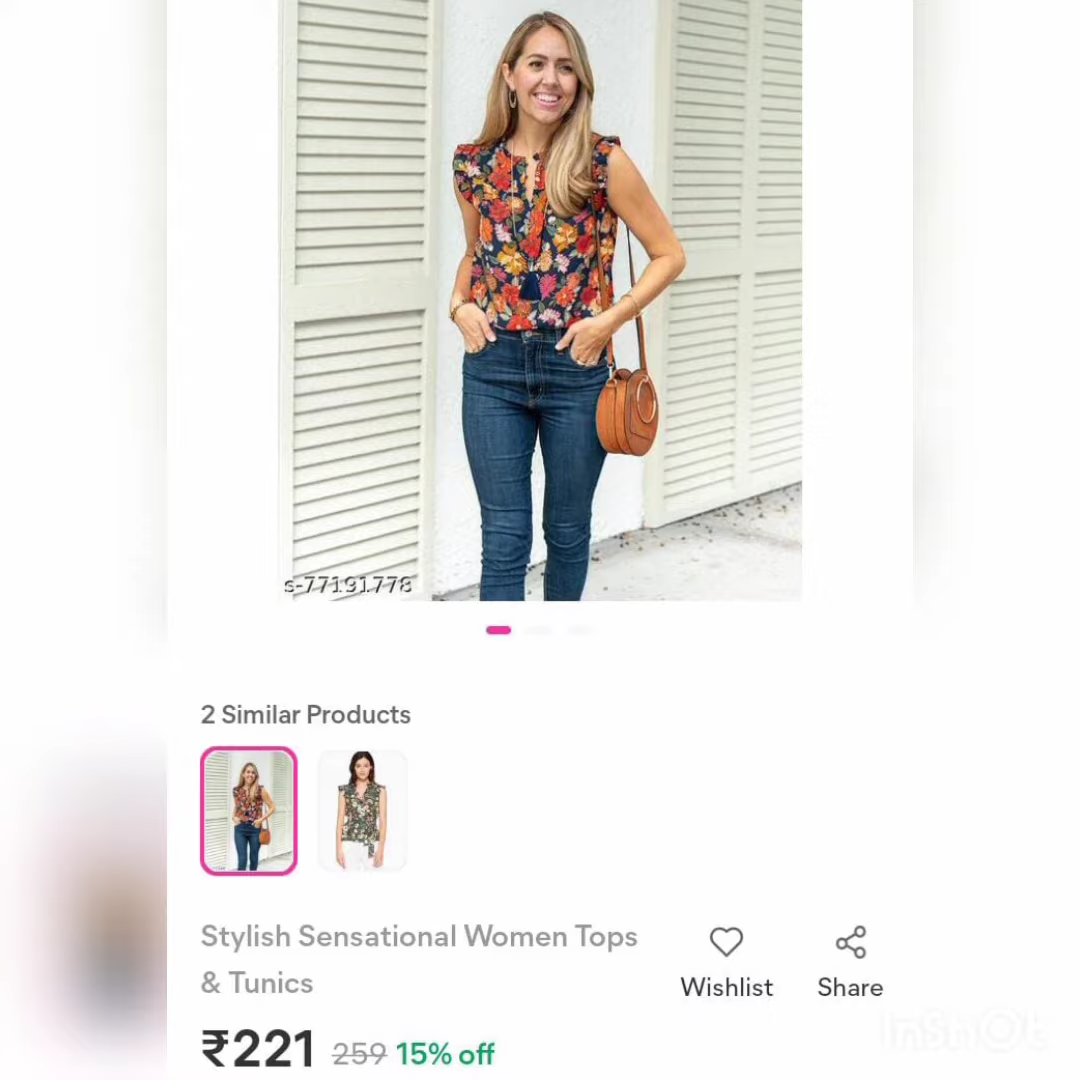 s-77191778
2 Similar Products
Stylish Sensational Women Tops
& Tunics
Wishlist
Share
₹221 259 15% off
InShOt